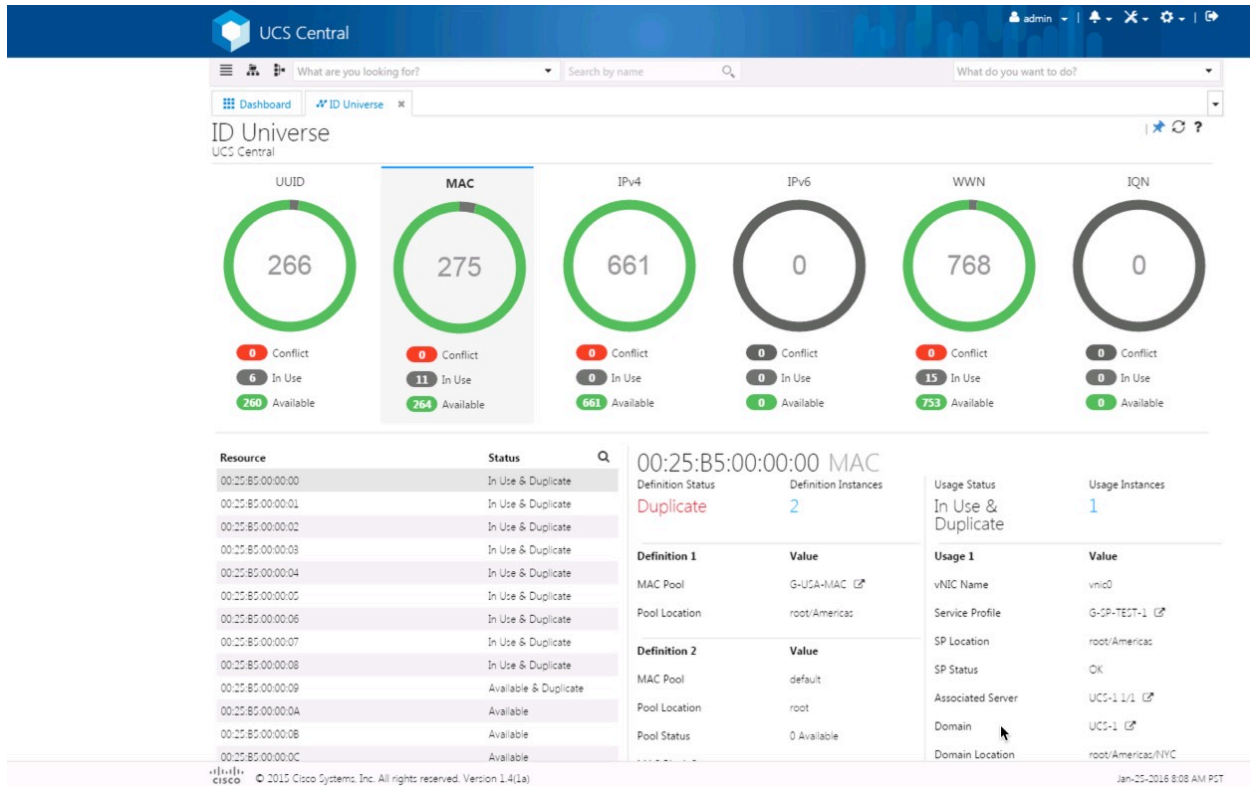 UCS Central
admin
What are you looking for?
Search by name
What do you want to do?
Dashboard
ID Universe
ID Universe
UCS Central
UUID MAC IPv4 IPv6 WWN IQN
266 275 661 0 768 0
0 Conflict 0 Conflict 0 Conflict 0 Conflict 0 Conflict 0 Conflict
6 In Use 11 In Use 0 In Use 0 In Use 15 In Use 0 In Use
260 Available 264 Available 661 Available 0 Available 753 Available 0 Available
Resource Status
00:25:B5:00:00:00 In Use & Duplicate
00:25:B5:00:00:01 In Use & Duplicate
00:25:B5:00:00:02 In Use & Duplicate
00:25:B5:00:00:03 In Use & Duplicate
00:25:B5:00:00:04 In Use & Duplicate
00:25:B5:00:00:05 In Use & Duplicate
00:25:B5:00:00:06 In Use & Duplicate
00:25:B5:00:00:07 In Use & Duplicate
00:25:B5:00:00:08 In Use & Duplicate
00:25:B5:00:00:09 Available & Duplicate
00:25:B5:00:00:0A Available
00:25:B5:00:00:0B Available
00:25:B5:00:00:0C Available
00:25:B5:00:00:00 MAC
Definition Status Definition Instances
Duplicate 2
Definition 1 Value
MAC Pool G-USA-MAC
Pool Location root/Americas
Definition 2 Value
MAC Pool default
Pool Location root
Pool Status 0 Available
Usage Status Usage Instances
In Use & 1
Duplicate
Usage 1 Value
vNIC Name vnic0
Service Profile G-SP-TEST-1
SP Location root/Americas
SP Status OK
Associated Server UCS-1 1/1
Domain UCS-1
Domain Location root/Americas/NYC
cisco © 2015 Cisco Systems, Inc. All rights reserved. Version 1.4(1a)
Jan-25-2016 8:08 AM PST